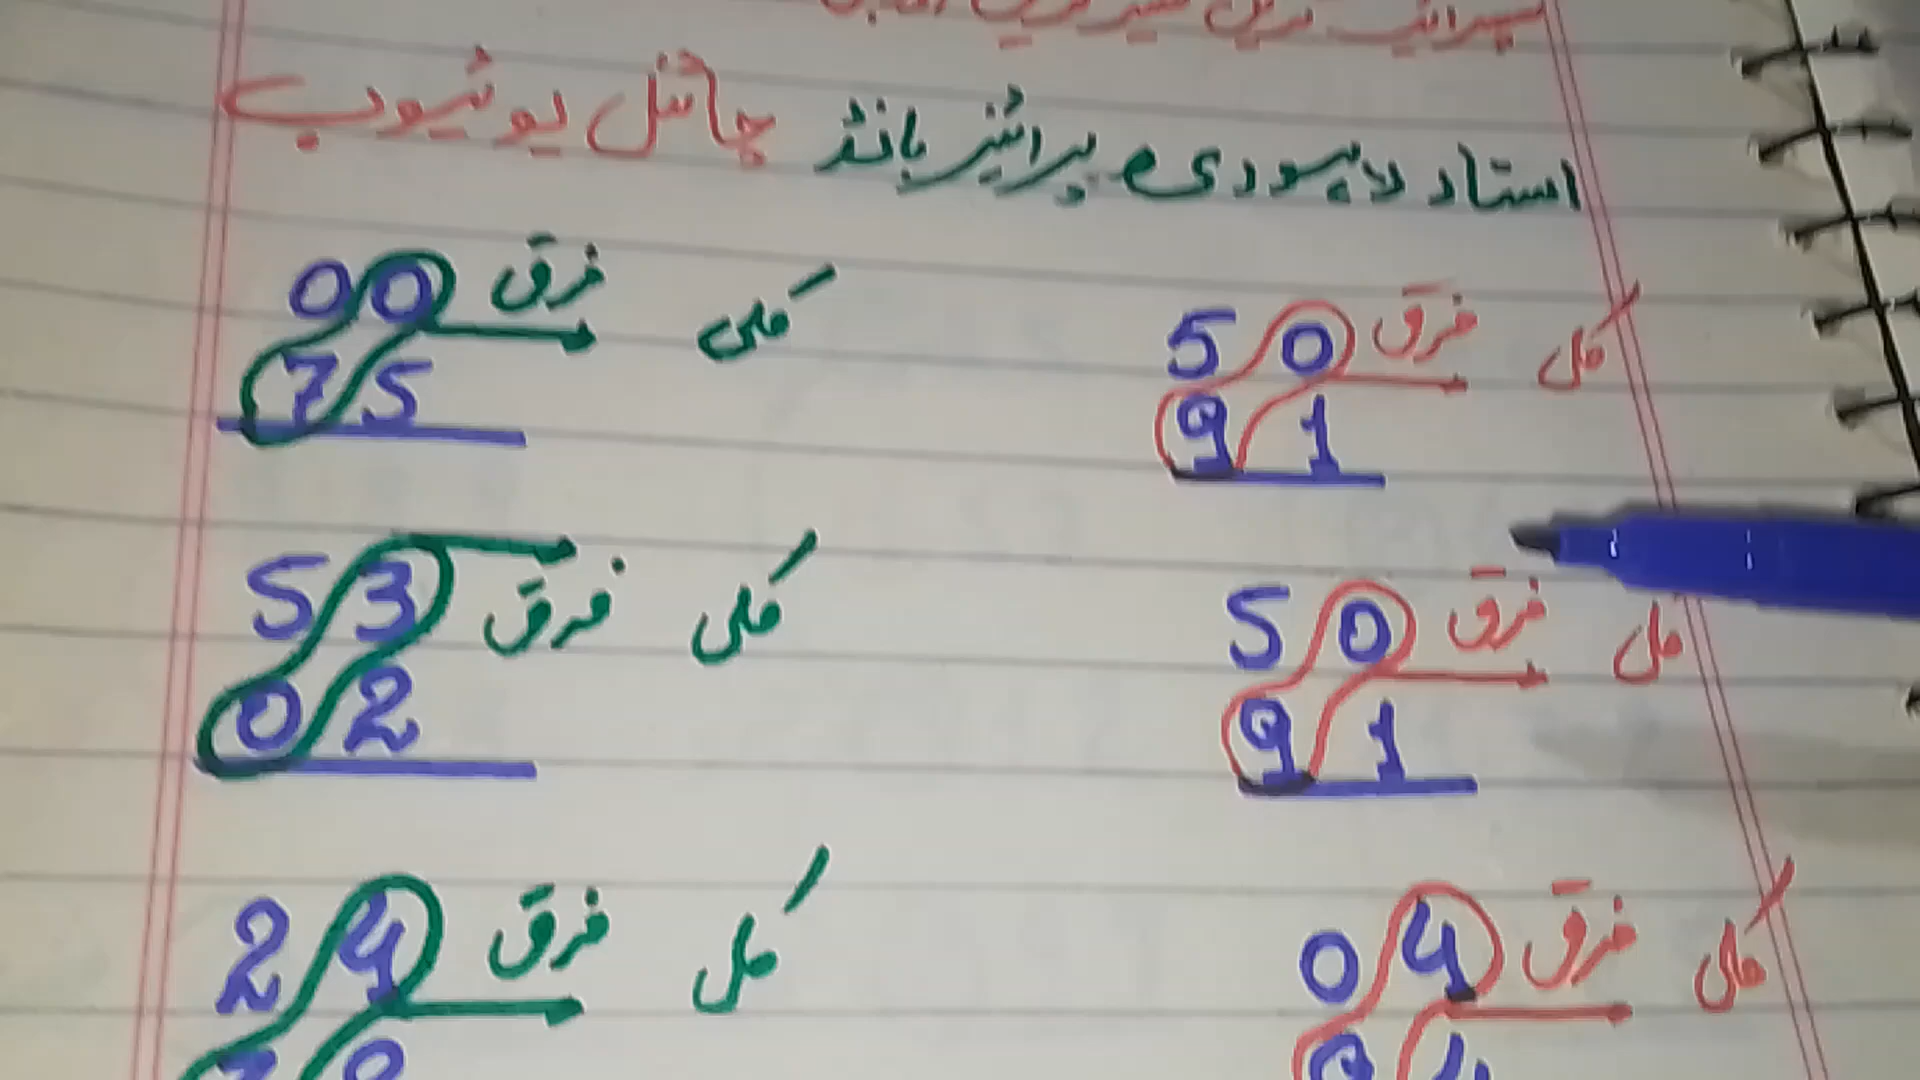 استاد لاہوری پرائز بانڈ چائنل یوٹیوب
00 فرق کل
75
50 فرق کل
91
53 فرق کل
02
50 فرق کل
91
24 فرق کل
04 فرق کل